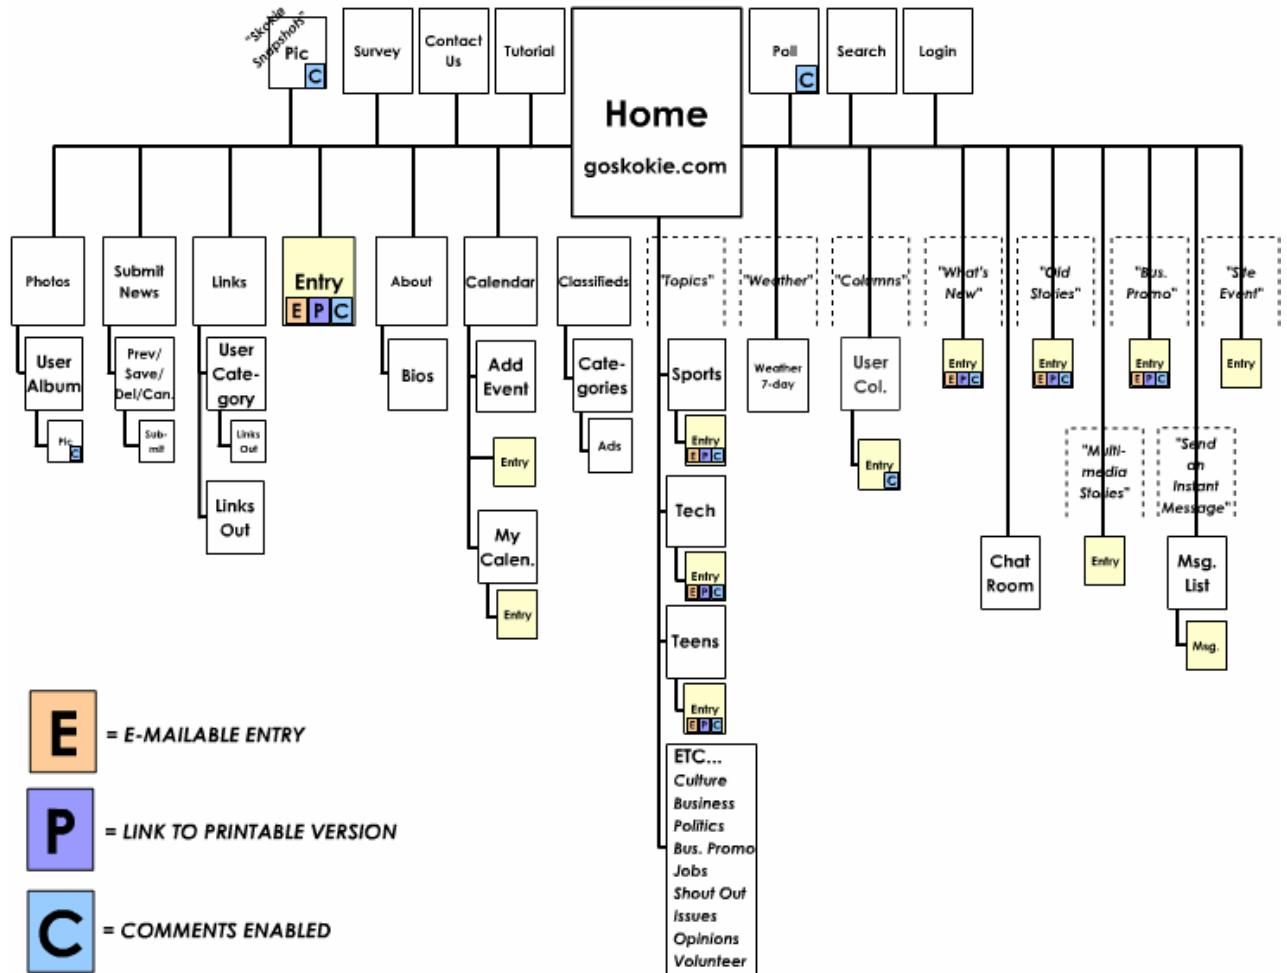 "Skokie
Snapshots"
Pic
C
Survey
Contact
Us
Tutorial
Home
goskokie.com
Poll
C
Search
Login
Photos
Submit
News
Links
Entry
E P C
About
Calendar
Classifieds
"Topics"
"Weather"
"Columns"
"What's
New"
"Old
Stories"
"Bus.
Promo"
"Site
Event"
User
Album
Pic
C
Prev/
Save/
Del/Can.
Sub-
mit
User
Cate-
gory
Links
Out
Links
Out
Bios
Add
Event
Entry
My
Calen.
Entry
Cate-
gories
Ads
Sports
Entry
E P C
Tech
Entry
E P C
Teens
Entry
E P C
ETC...
Culture
Business
Politics
Bus. Promo
Jobs
Shout Out
Issues
Opinions
Volunteer
Weather
7-day
User
Col.
Entry
C
Entry
E P C
Entry
E P C
Entry
E P C
Entry
Chat
Room
"Multi-
media
Stories"
Entry
"Send
an
Instant
Message"
Msg.
List
Msg.
E = E-MAILABLE ENTRY
P = LINK TO PRINTABLE VERSION
C = COMMENTS ENABLED